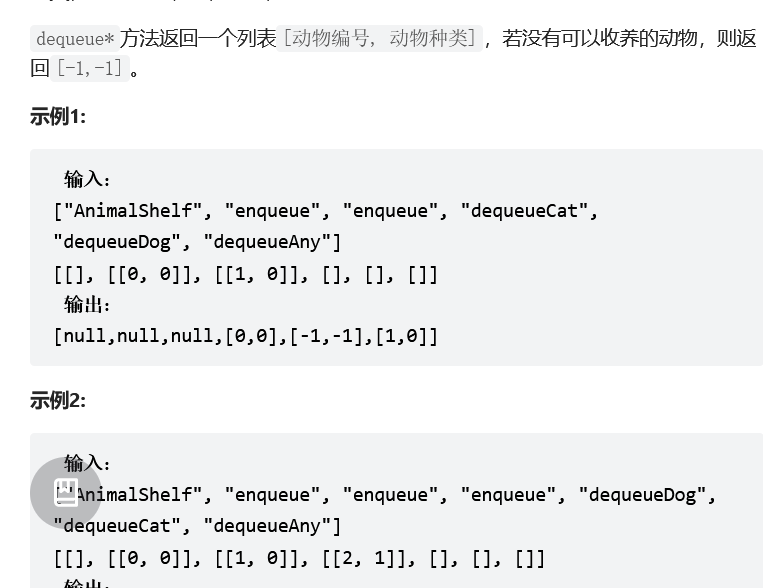 dequeue*方法返回一个列表[动物编号, 动物种类]，若没有可以收养的动物，则返
回[-1,-1]。
示例1:
输入:
["AnimalShelf", "enqueue", "enqueue", "dequeueCat",
"dequeueDog", "dequeueAny"]
[[], [[0, 0]], [[1, 0]], [], [], []]
输出:
[null,null,null,[0,0],[-1,-1],[1,0]]
示例2:
输入:
["AnimalShelf", "enqueue", "enqueue", "enqueue", "dequeueDog",
"dequeueCat", "dequeueAny"]
[[], [[0, 0]], [[1, 0]], [[2, 1]], [], [], []]